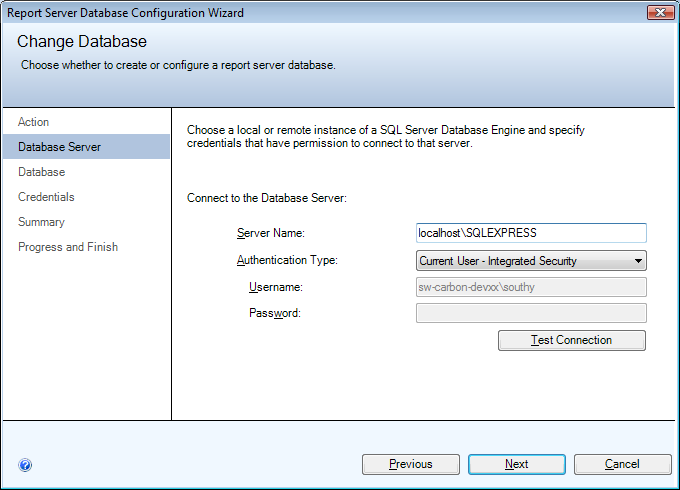 Report Server Database Configuration Wizard
Change Database
Choose whether to create or configure a report server database.
Action
Database Server
Database
Credentials
Summary
Progress and Finish
Choose a local or remote instance of a SQL Server Database Engine and specify
credentials that have permission to connect to that server.
Connect to the Database Server:
Server Name: localhost\SQLEXPRESS
Authentication Type: Current User - Integrated Security
Username: sw-carbon-devxx\southy
Password:
Test Connection
Previous Next Cancel